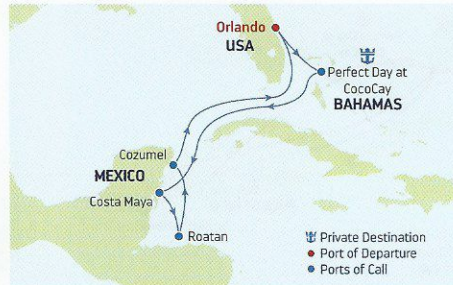 Orlando
USA
Perfect Day at
CocoCay
BAHAMAS
Cozumel
MEXICO
Costa Maya
Roatan
Private Destination
Port of Departure
Ports of Call